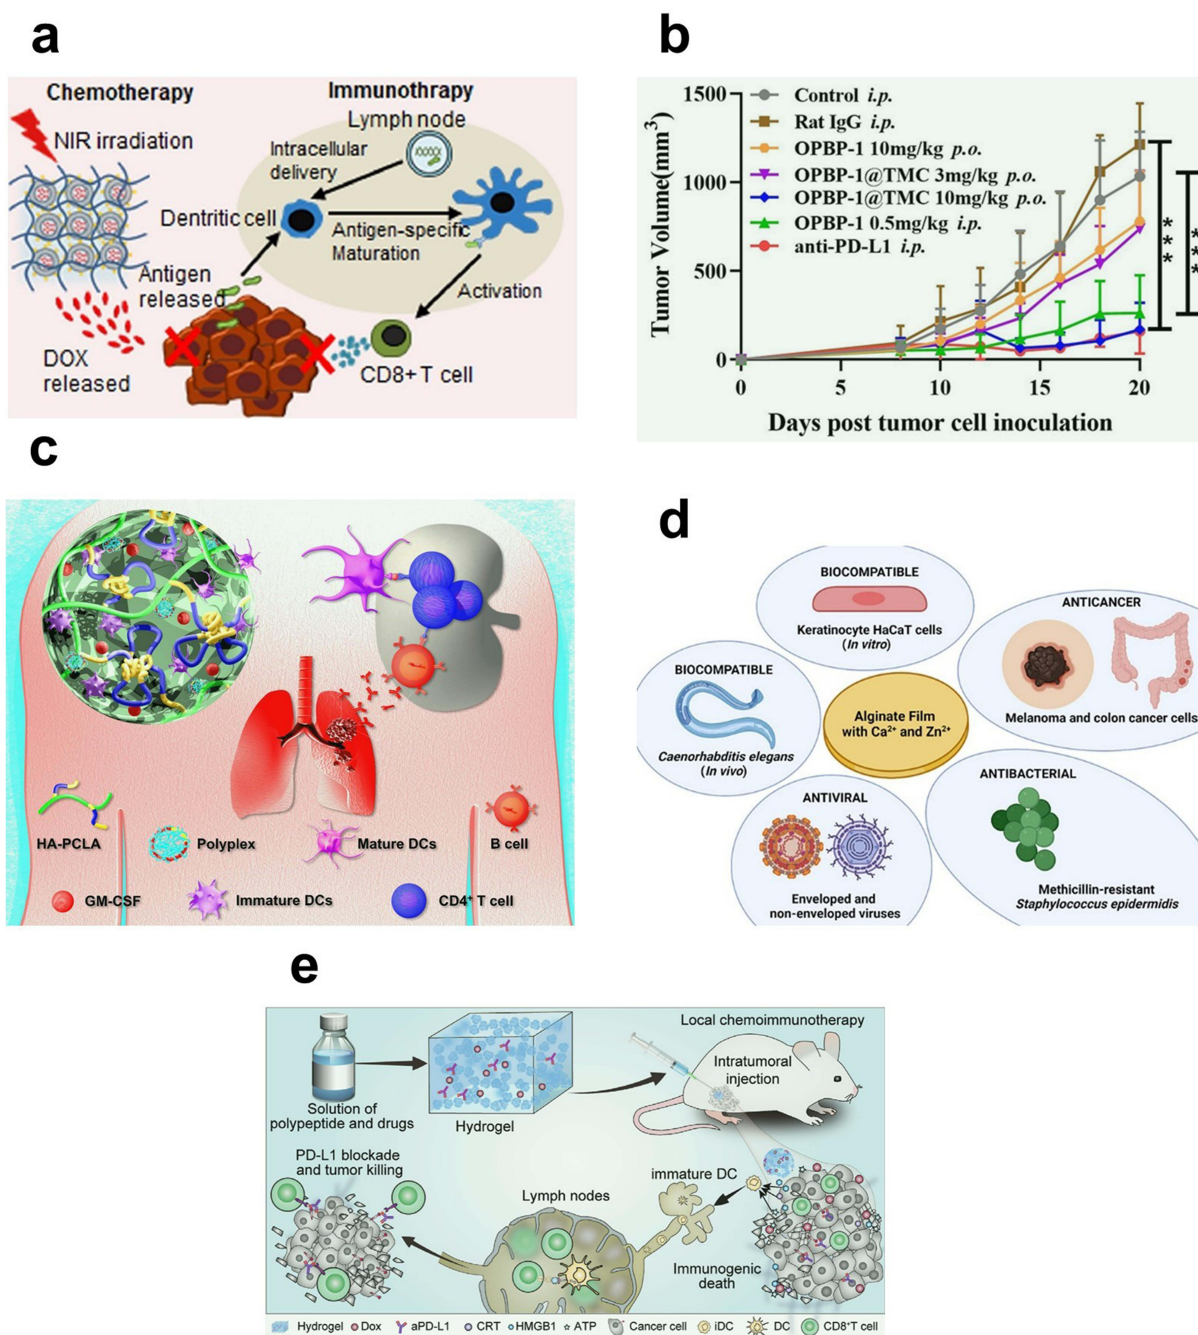 a
Chemotherapy
Immunothrapy
NIR irradiation
Lymph node
Intracellular
delivery
Dentritic cell
Antigen-specific
Maturation
Antigen
released
Activation
DOX
released
CD8+ T cell
b
Tumor Volume(mm³)
1500
1000
500
0
Control i.p.
Rat IgG i.p.
OPBP-1 10mg/kg p.o.
OPBP-1@TMC 3mg/kg p.o.
OPBP-1@TMC 10mg/kg p.o.
OPBP-1 0.5mg/kg i.p.
anti-PD-L1 i.p.
***
***
0 5 10 15 20
Days post tumor cell inoculation
c
HA-PCLA
Polyplex
Mature DCs
B cell
GM-CSF
Immature DCs
CD4⁺ T cell
d
BIOCOMPATIBLE
Keratinocyte HaCaT cells
(In vitro)
ANTICANCER
Melanoma and colon cancer cells
BIOCOMPATIBLE
Caenorhabditis elegans
(In vivo)
Alginate Film
with Ca²⁺ and Zn²⁺
ANTIBACTERIAL
Methicillin-resistant
Staphylococcus epidermidis
ANTIVIRAL
Enveloped and
non-enveloped viruses
e
Solution of
polypeptide and drugs
Hydrogel
Local chemoimmunotherapy
Intratumoral
injection
PD-L1 blockade
and tumor killing
Lymph nodes
immature DC
Immunogenic
death
Hydrogel Dox aPD-L1 CRT HMGB1 ATP Cancer cell iDC DC CD8⁺T cell